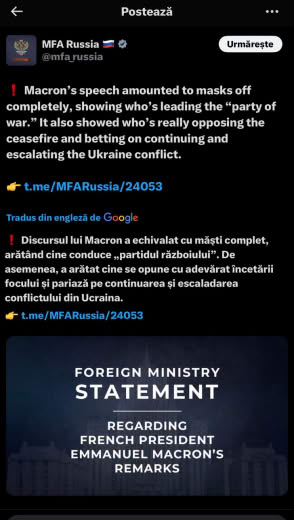 Postează
MFA Russia 🇷🇺
@mfa_russia
Urmărește
❗ Macron’s speech amounted to masks off
completely, showing who’s leading the “party of
war.” It also showed who’s really opposing the
ceasefire and betting on continuing and
escalating the Ukraine conflict.
👉 t.me/MFARussia/24053
Tradus din engleză de Google
❗ Discursul lui Macron a echivalat cu măști complet,
arătând cine conduce „partidul războiului”. De
asemenea, a arătat cine se opune cu adevărat încetării
focului și pariază pe continuarea și escaladarea
conflictului din Ucraina.
👉 t.me/MFARussia/24053
FOREIGN MINISTRY
STATEMENT
REGARDING
FRENCH PRESIDENT
EMMANUEL MACRON’S
REMARKS